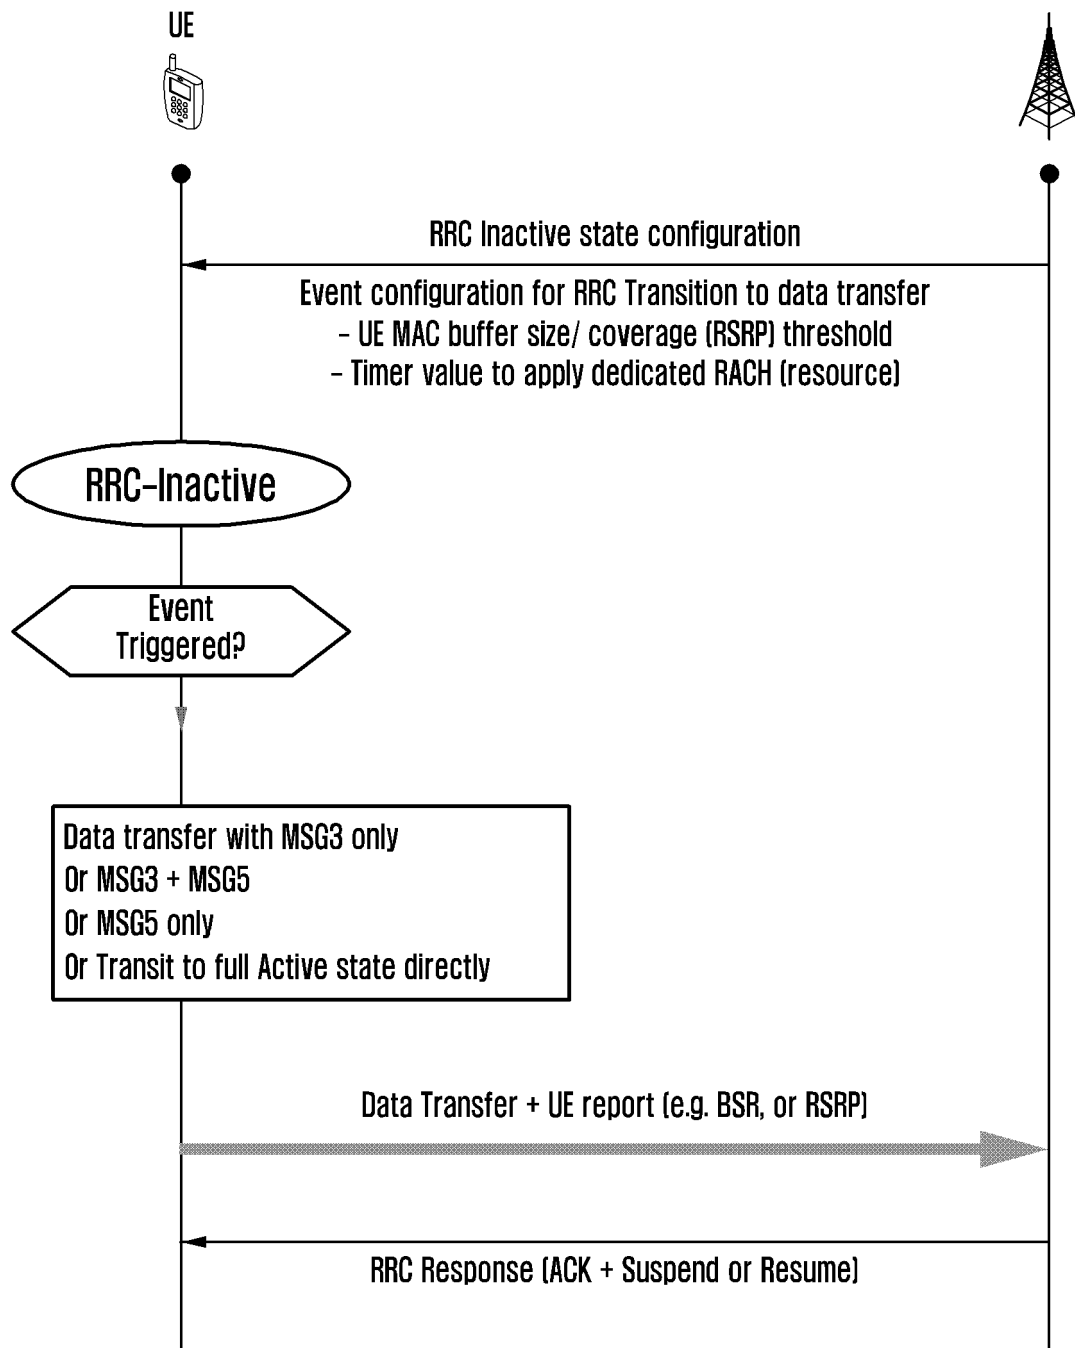 UE
RRC Inactive state configuration
Event configuration for RRC Transition to data transfer
- UE MAC buffer size/ coverage (RSRP) threshold
- Timer value to apply dedicated RACH (resource)
RRC-Inactive
Event
Triggered?
Data transfer with MSG3 only
Or MSG3 + MSG5
Or MSG5 only
Or Transit to full Active state directly
Data Transfer + UE report (e.g. BSR, or RSRP)
RRC Response (ACK + Suspend or Resume)